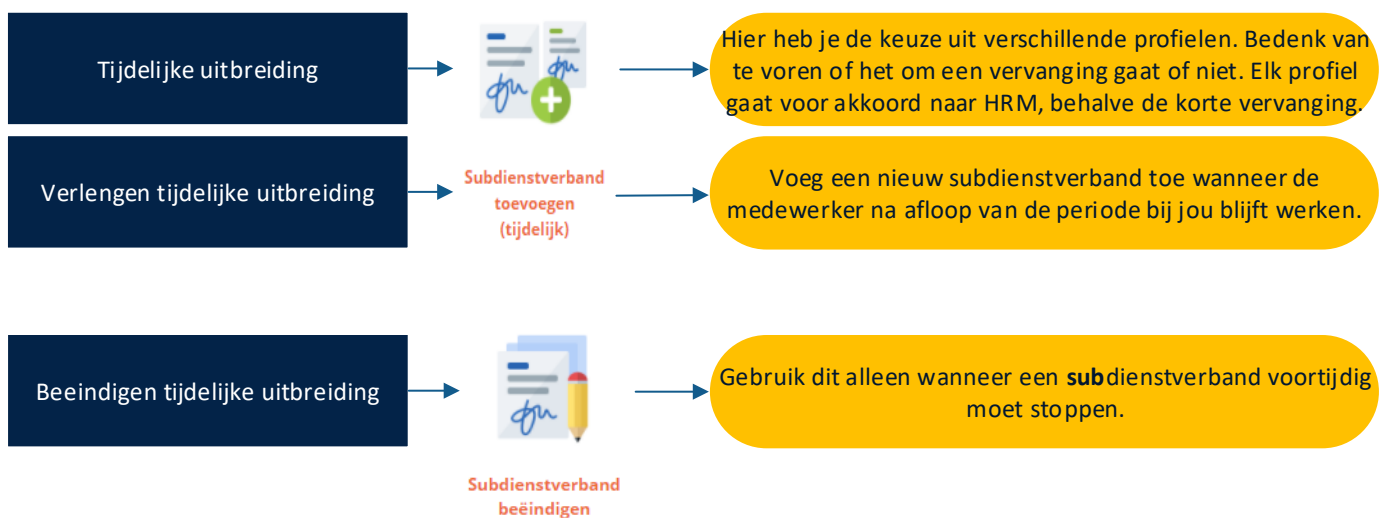 Tijdelijke uitbreiding
Hier heb je de keuze uit verschillende profielen. Bedenk van
te voren of het om een vervanging gaat of niet. Elk profiel
gaat voor akkoord naar HRM, behalve de korte vervanging.
Verlengen tijdelijke uitbreiding
Subdienstverband
toevoegen
(tijdelijk)
Voeg een nieuw subdienstverband toe wanneer de
medewerker na afloop van de periode bij jou blijft werken.
Beeindigen tijdelijke uitbreiding
Subdienstverband
beëindigen
Gebruik dit alleen wanneer een subdienstverband voortijdig
moet stoppen.